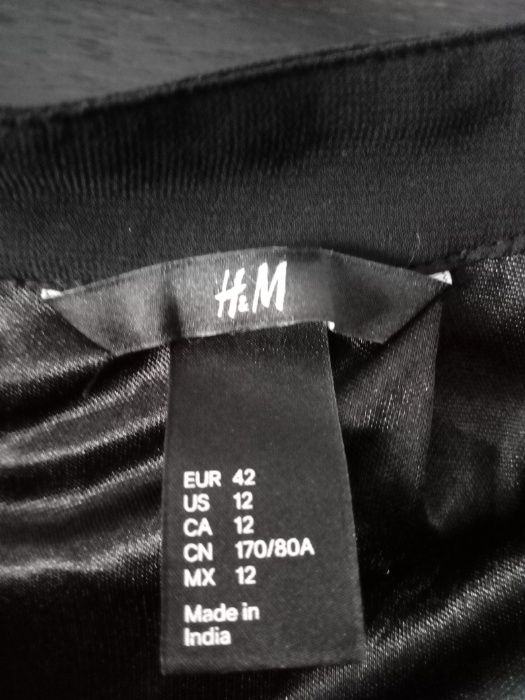 H&M
EUR 42
US 12
CA 12
CN 170/80A
MX 12
Made in
India